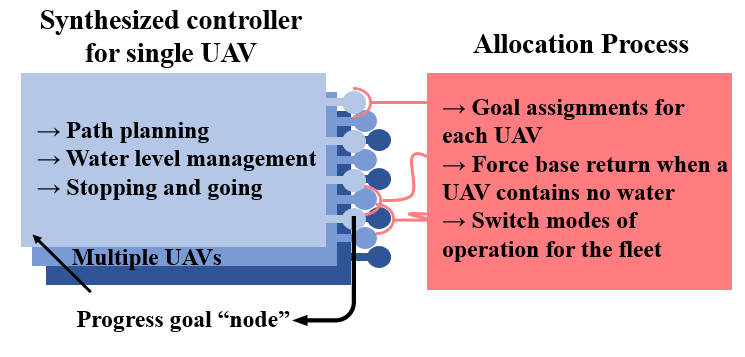 Synthesized controller
for single UAV
→ Path planning
→ Water level management
→ Stopping and going
Multiple UAVs
Progress goal “node”
Allocation Process
→ Goal assignments for
each UAV
→ Force base return when a
UAV contains no water
→ Switch modes of
operation for the fleet